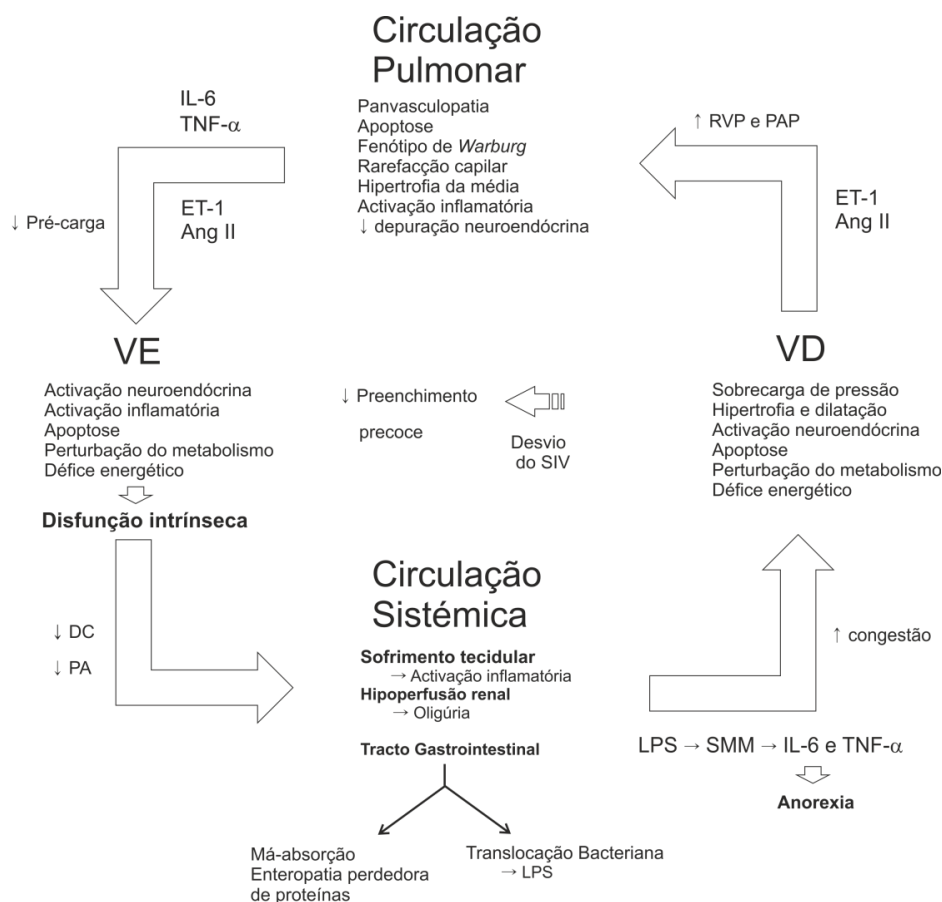 Circulação
Pulmonar
Panvasculopatia
Apoptose
Fenótipo de Warburg
Rarefacção capilar
Hipertrofia da média
Activação inflamatória
↓ depuração neuroendócrina
IL-6
TNF-α
ET-1
Ang II
↓ Pré-carga
↑ RVP e PAP
ET-1
Ang II
VE
Activação neuroendócrina
Activação inflamatória
Apoptose
Perturbação do metabolismo
Défice energético
Disfunção intrínseca
↓ Preenchimento
precoce
Desvio
do SIV
VD
Sobrecarga de pressão
Hipertrofia e dilatação
Activação neuroendócrina
Apoptose
Perturbação do metabolismo
Défice energético
↓ DC
↓ PA
Circulação
Sistémica
Sofrimento tecidular
→ Activação inflamatória
Hipoperfusão renal
→ Oligúria
Tracto Gastrointestinal
Má-absorção
Enteropatia perdedora
de proteínas
Translocação Bacteriana
→ LPS
↑ congestão
LPS → SMM → IL-6 e TNF-α
Anorexia